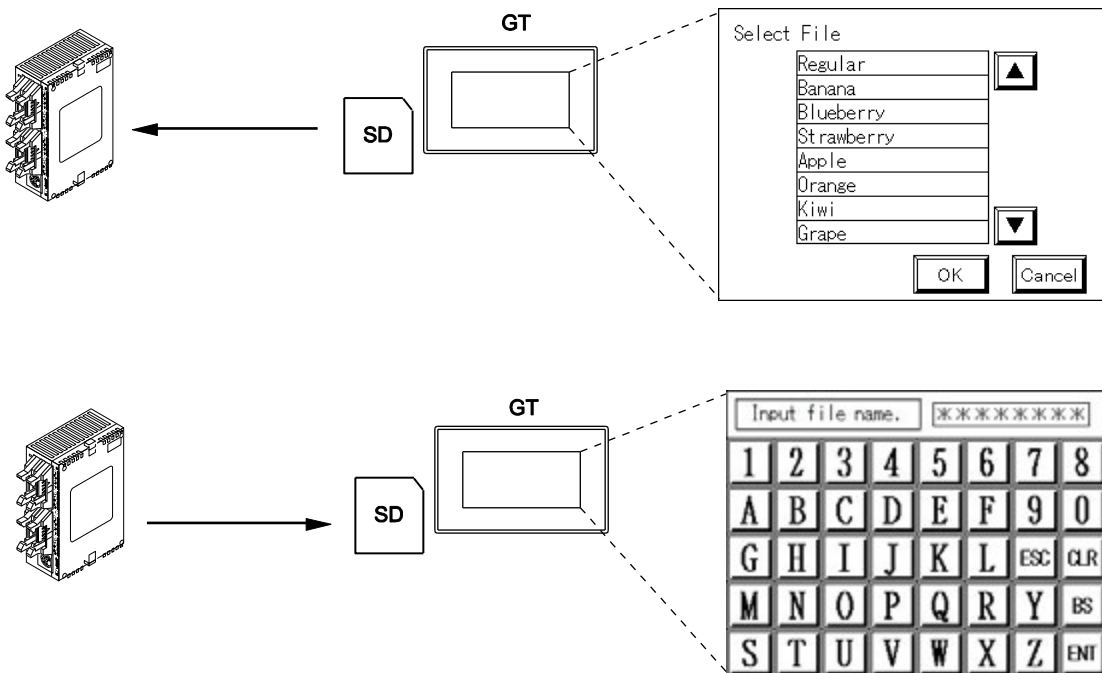 GT
SD
Select File
Regular
Banana
Blueberry
Strawberry
Apple
Orange
Kiwi
Grape
▲
▼
OK Cancel
GT
SD
Input file name. ********
1 2 3 4 5 6 7 8
A B C D E F 9 0
G H I J K L ESC CLR
M N O P Q R Y BS
S T U V W X Z ENT